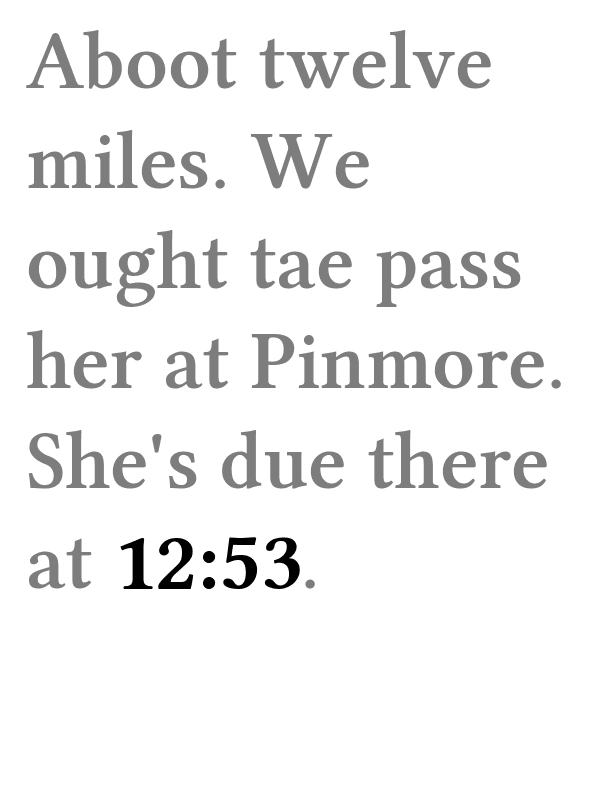 Aboot twelve
miles. We
ought tae pass
her at Pinmore.
She's due there
at 12:53.